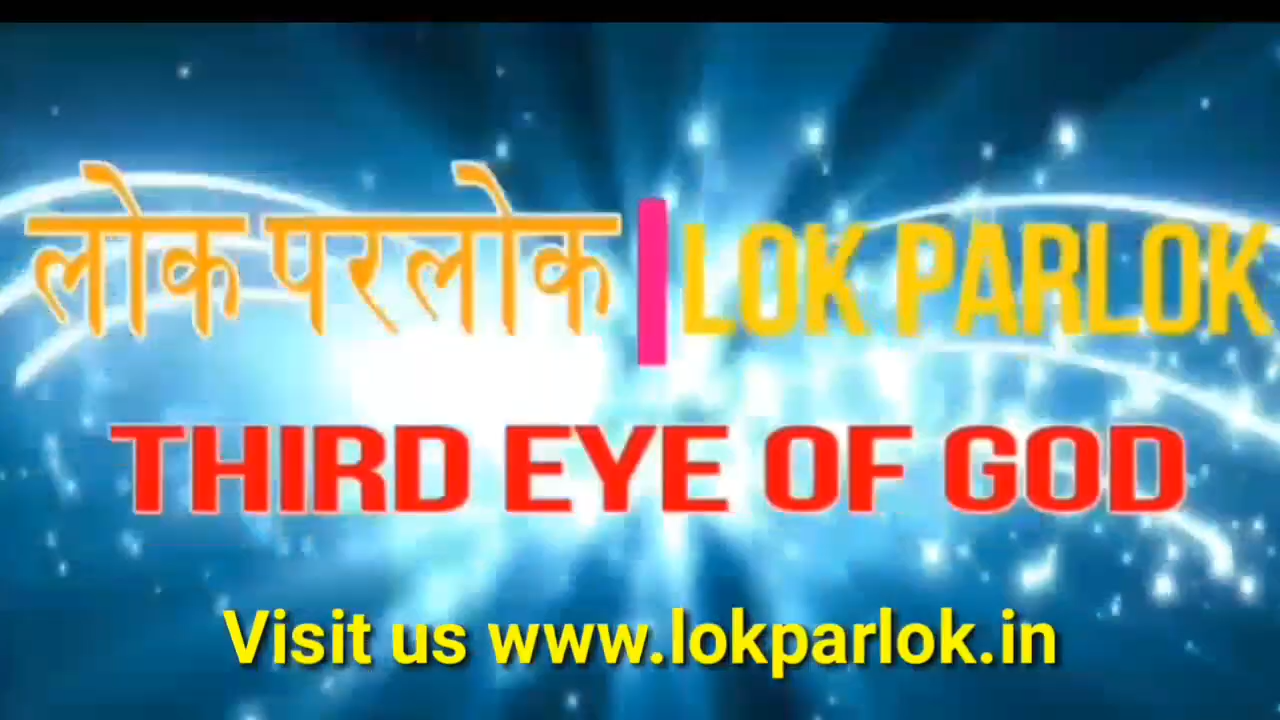 लोक परलोक | LOK PARLOK
THIRD EYE OF GOD
Visit us www.lokparlok.in